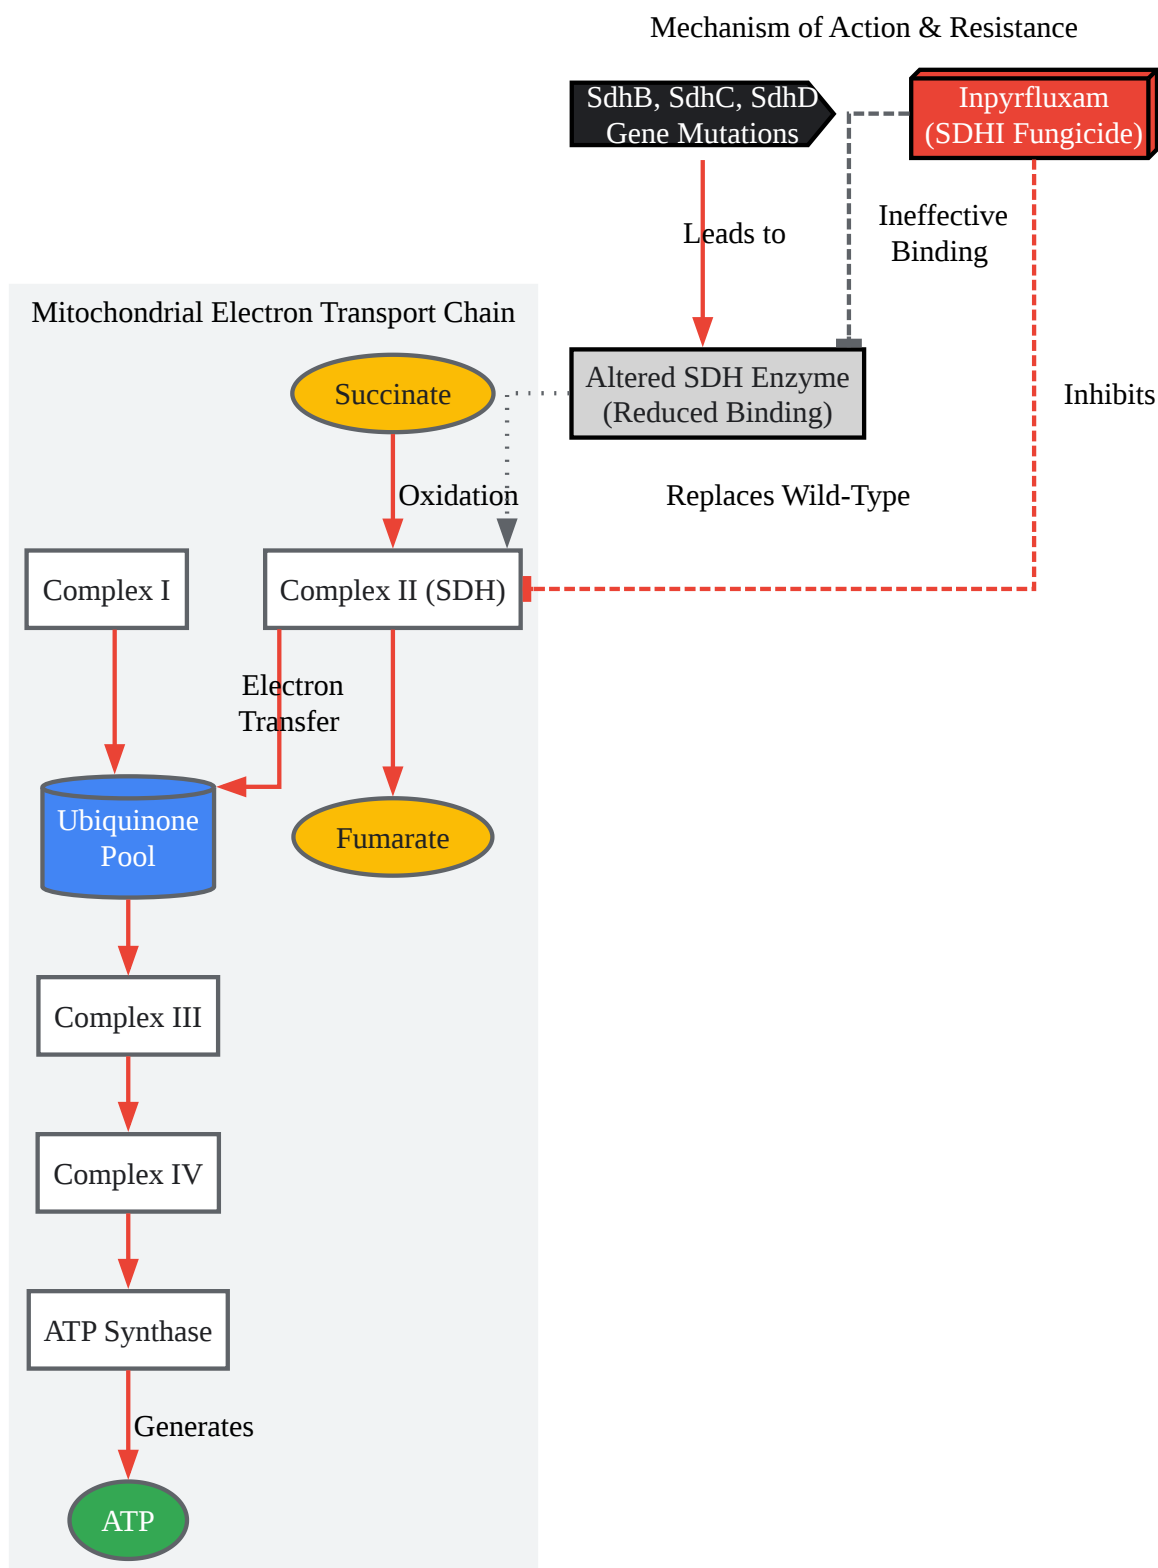 Mechanism of Action & Resistance
SdhB, SdhC, SdhD
Gene Mutations
Inpyrfluxam
(SDHI Fungicide)
Leads to
Ineffective
Binding
Mitochondrial Electron Transport Chain
Succinate
Altered SDH Enzyme
(Reduced Binding)
Inhibits
Oxidation
Replaces Wild-Type
Complex I
Complex II (SDH)
Electron
Transfer
Ubiquinone
Pool
Fumarate
Complex III
Complex IV
ATP Synthase
Generates
ATP